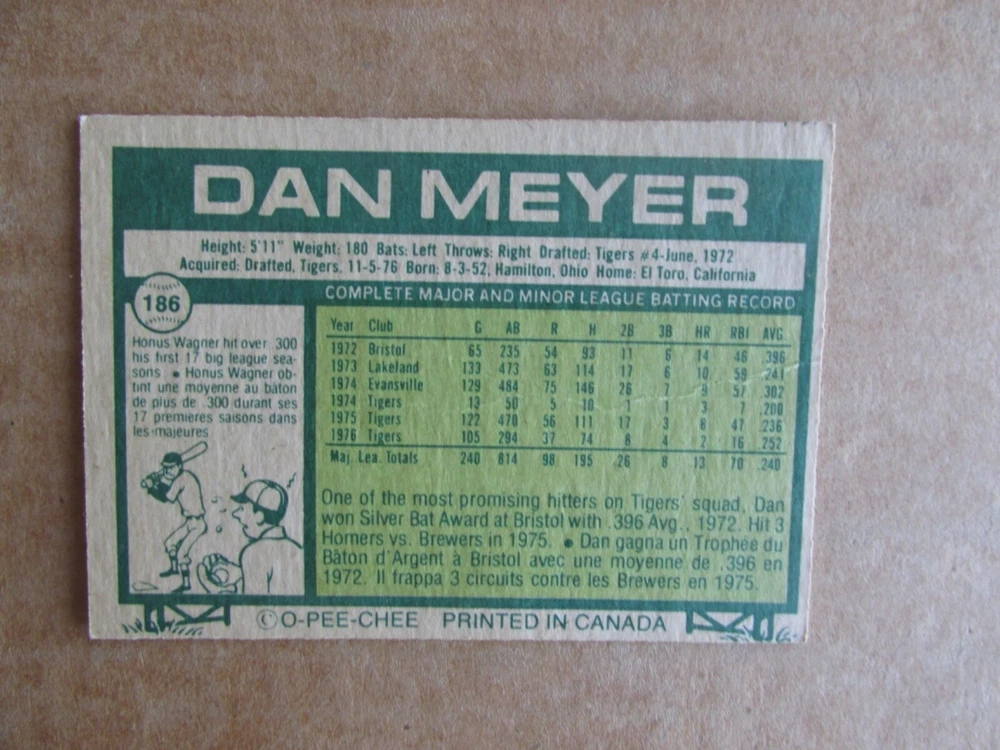 DAN MEYER
Height: 5'11" Weight: 180 Bats: Left Throws: Right Drafted: Tigers #4-June, 1972
Acquired: Drafted, Tigers, 11-5-76 Born: 8-3-52, Hamilton, Ohio Home: El Toro, California
186
Honus Wagner hit over .300
his first 17 big league sea-
sons. • Honus Wagner ob-
tint une moyenne au bâton
de plus de .300 durant ses
17 premières saisons dans
les majeures
COMPLETE MAJOR AND MINOR LEAGUE BATTING RECORD
Year Club G AB R H 2B 3B HR RBI AVG.
1972 Bristol 65 235 54 93 11 6 14 46 .396
1973 Lakeland 133 473 63 114 17 6 10 59 .241
1974 Evansville 129 484 75 146 26 7 9 57 .302
1974 Tigers 13 50 5 10 1 1 3 7 .200
1975 Tigers 122 470 56 111 17 3 8 47 .236
1976 Tigers 105 294 37 74 8 4 2 16 .252
Maj. Lea. Totals 240 814 98 195 26 8 13 70 .240
One of the most promising hitters on Tigers' squad, Dan
won Silver Bat Award at Bristol with .396 Avg., 1972. Hit 3
Homers vs. Brewers in 1975. • Dan gagna un Trophée du
Bâton d'Argent à Bristol avec une moyenne de .396 en
1972. Il frappa 3 circuits contre les Brewers en 1975.
© O-PEE-CHEE PRINTED IN CANADA